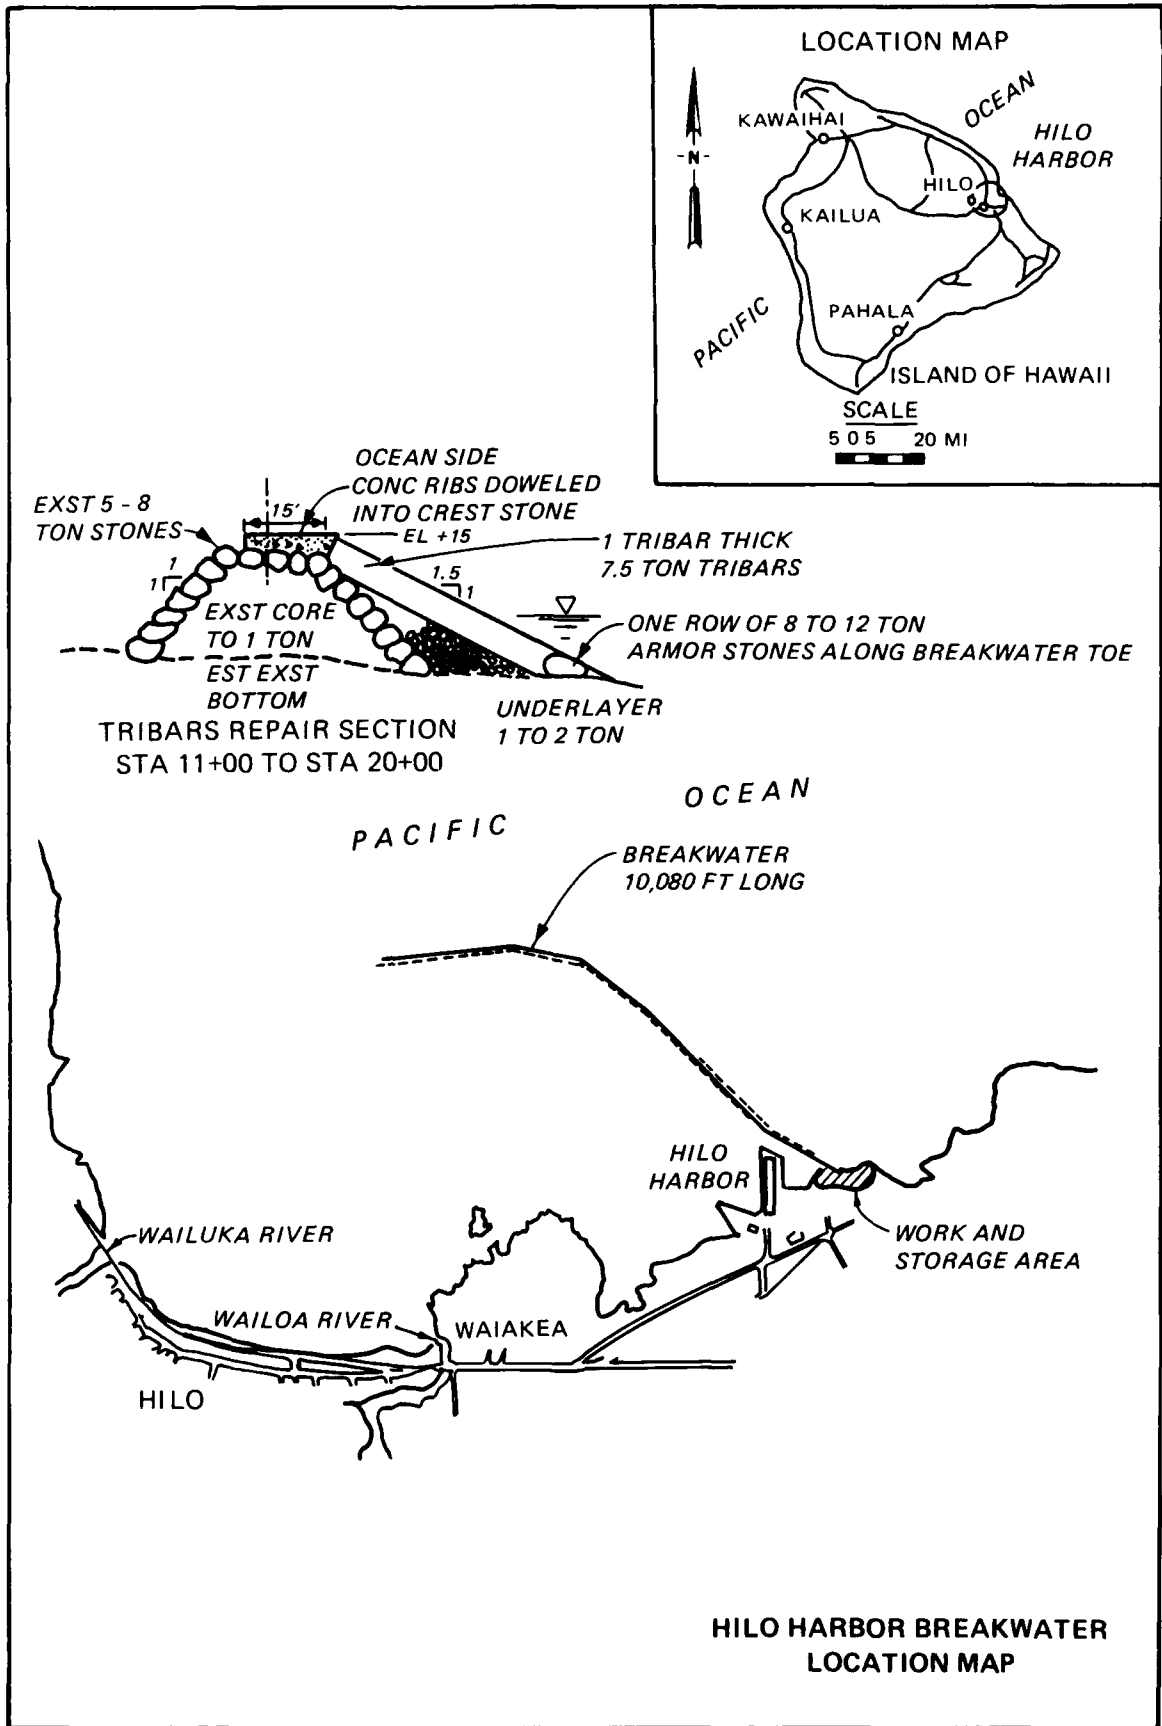 LOCATION MAP
OCEAN
KAWAIHAI
HILO
HARBOR
-N-
HILO
KAILUA
PAHALA
PACIFIC
ISLAND OF HAWAII
SCALE
5 0 5 20 MI
OCEAN SIDE
CONC RIBS DOWELED
INTO CREST STONE
EXST 5 - 8
TON STONES
15'
EL +15
1 TRIBAR THICK
7.5 TON TRIBARS
1
1
1.5
1
EXST CORE
TO 1 TON
ONE ROW OF 8 TO 12 TON
ARMOR STONES ALONG BREAKWATER TOE
EST EXST
BOTTOM
UNDERLAYER
1 TO 2 TON
TRIBARS REPAIR SECTION
STA 11+00 TO STA 20+00
PACIFIC OCEAN
BREAKWATER
10,080 FT LONG
HILO
HARBOR
WORK AND
STORAGE AREA
WAILUKA RIVER
WAILOA RIVER
WAIAKEA
HILO
HILO HARBOR BREAKWATER
LOCATION MAP